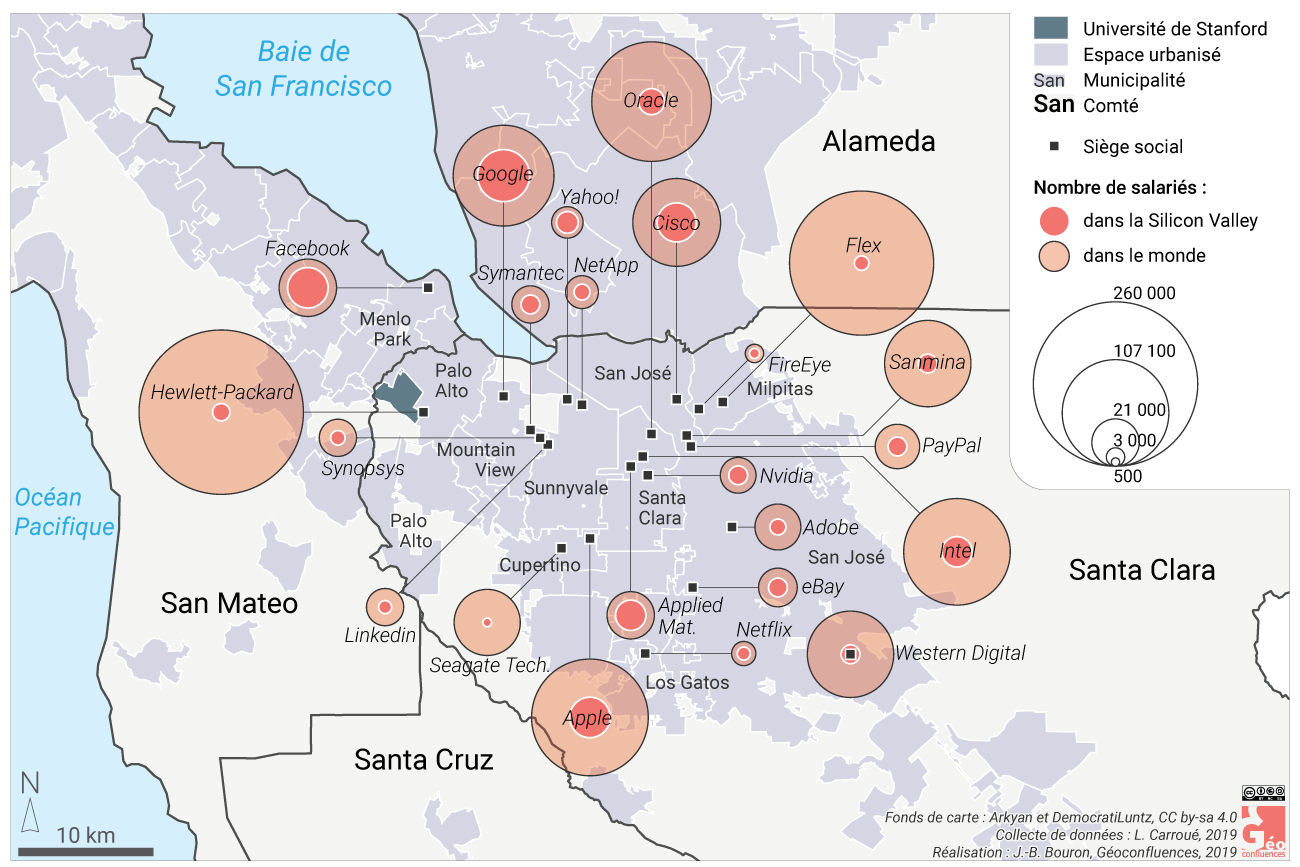 Baie de
San Francisco
Oracle
Alameda
Google
Yahoo!
Cisco
Flex
Facebook
Symantec
NetApp
Menlo
Park
San José
FireEye
Milpitas
Sanmina
Palo
Alto
Hewlett-Packard
Synopsys
Mountain
View
PayPal
Sunnyvale
Nvidia
Santa
Clara
Océan
Pacifique
Palo
Alto
Adobe
San José
Intel
Cupertino
Santa Clara
San Mateo
eBay
Linkedin
Applied
Mat.
Netflix
Seagate Tech.
Western Digital
Los Gatos
Apple
Santa Cruz
N
10 km
Université de Stanford
Espace urbanisé
San Municipalité
San Comté
Siège social
Nombre de salariés :
dans la Silicon Valley
dans le monde
260 000
107 100
21 000
3 000
500
Fonds de carte : Arkyan et DemocratiLuntz, CC by-sa 4.0
Collecte de données : L. Carroué, 2019
Réalisation : J.-B. Bouron, Géoconfluences, 2019
Géo
confluences